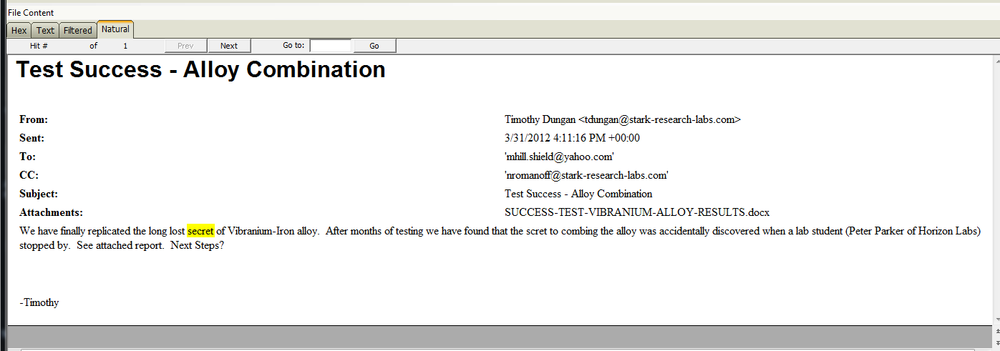 File Content
Hex Text Filtered Natural
Hit # of 1 Prev Next Go to: Go
Test Success - Alloy Combination
From: Timothy Dungan <tdungan@stark-research-labs.com>
Sent: 3/31/2012 4:11:16 PM +00:00
To: 'mhill.shield@yahoo.com'
CC: 'nromanoff@stark-research-labs.com'
Subject: Test Success - Alloy Combination
Attachments: SUCCESS-TEST-VIBRANIUM-ALLOY-RESULTS.docx
We have finally replicated the long lost secret of Vibranium-Iron alloy.  After months of testing we have found that the scret to combing the alloy was accidentally discovered when a lab student (Peter Parker of Horizon Labs)
stopped by.  See attached report.  Next Steps?
-Timothy